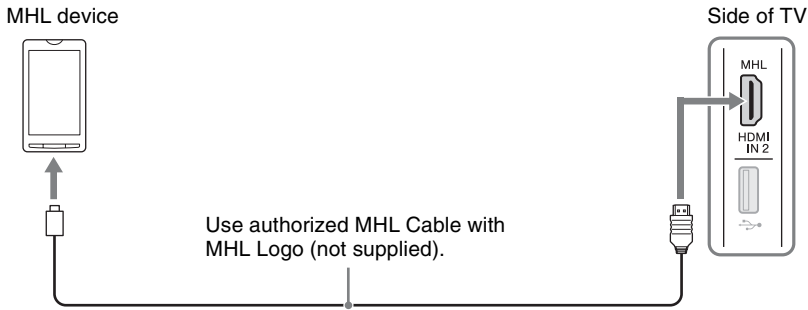 MHL device
Side of TV
MHL
HDMI
IN 2
Use authorized MHL Cable with
MHL Logo (not supplied).